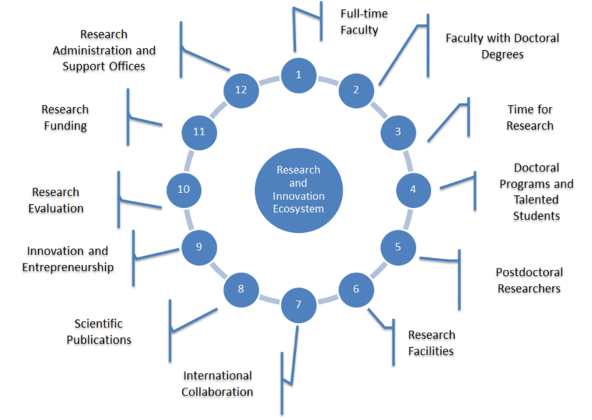 1
Full-time
Faculty
2
Faculty with Doctoral
Degrees
3
Time for
Research
4
Doctoral
Programs and
Talented
Students
5
Postdoctoral
Researchers
6
Research
Facilities
7
International
Collaboration
8
Scientific
Publications
9
Innovation and
Entrepreneurship
10
Research
Evaluation
11
Research
Funding
12
Research
Administration and
Support Offices
Research
and
Innovation
Ecosystem